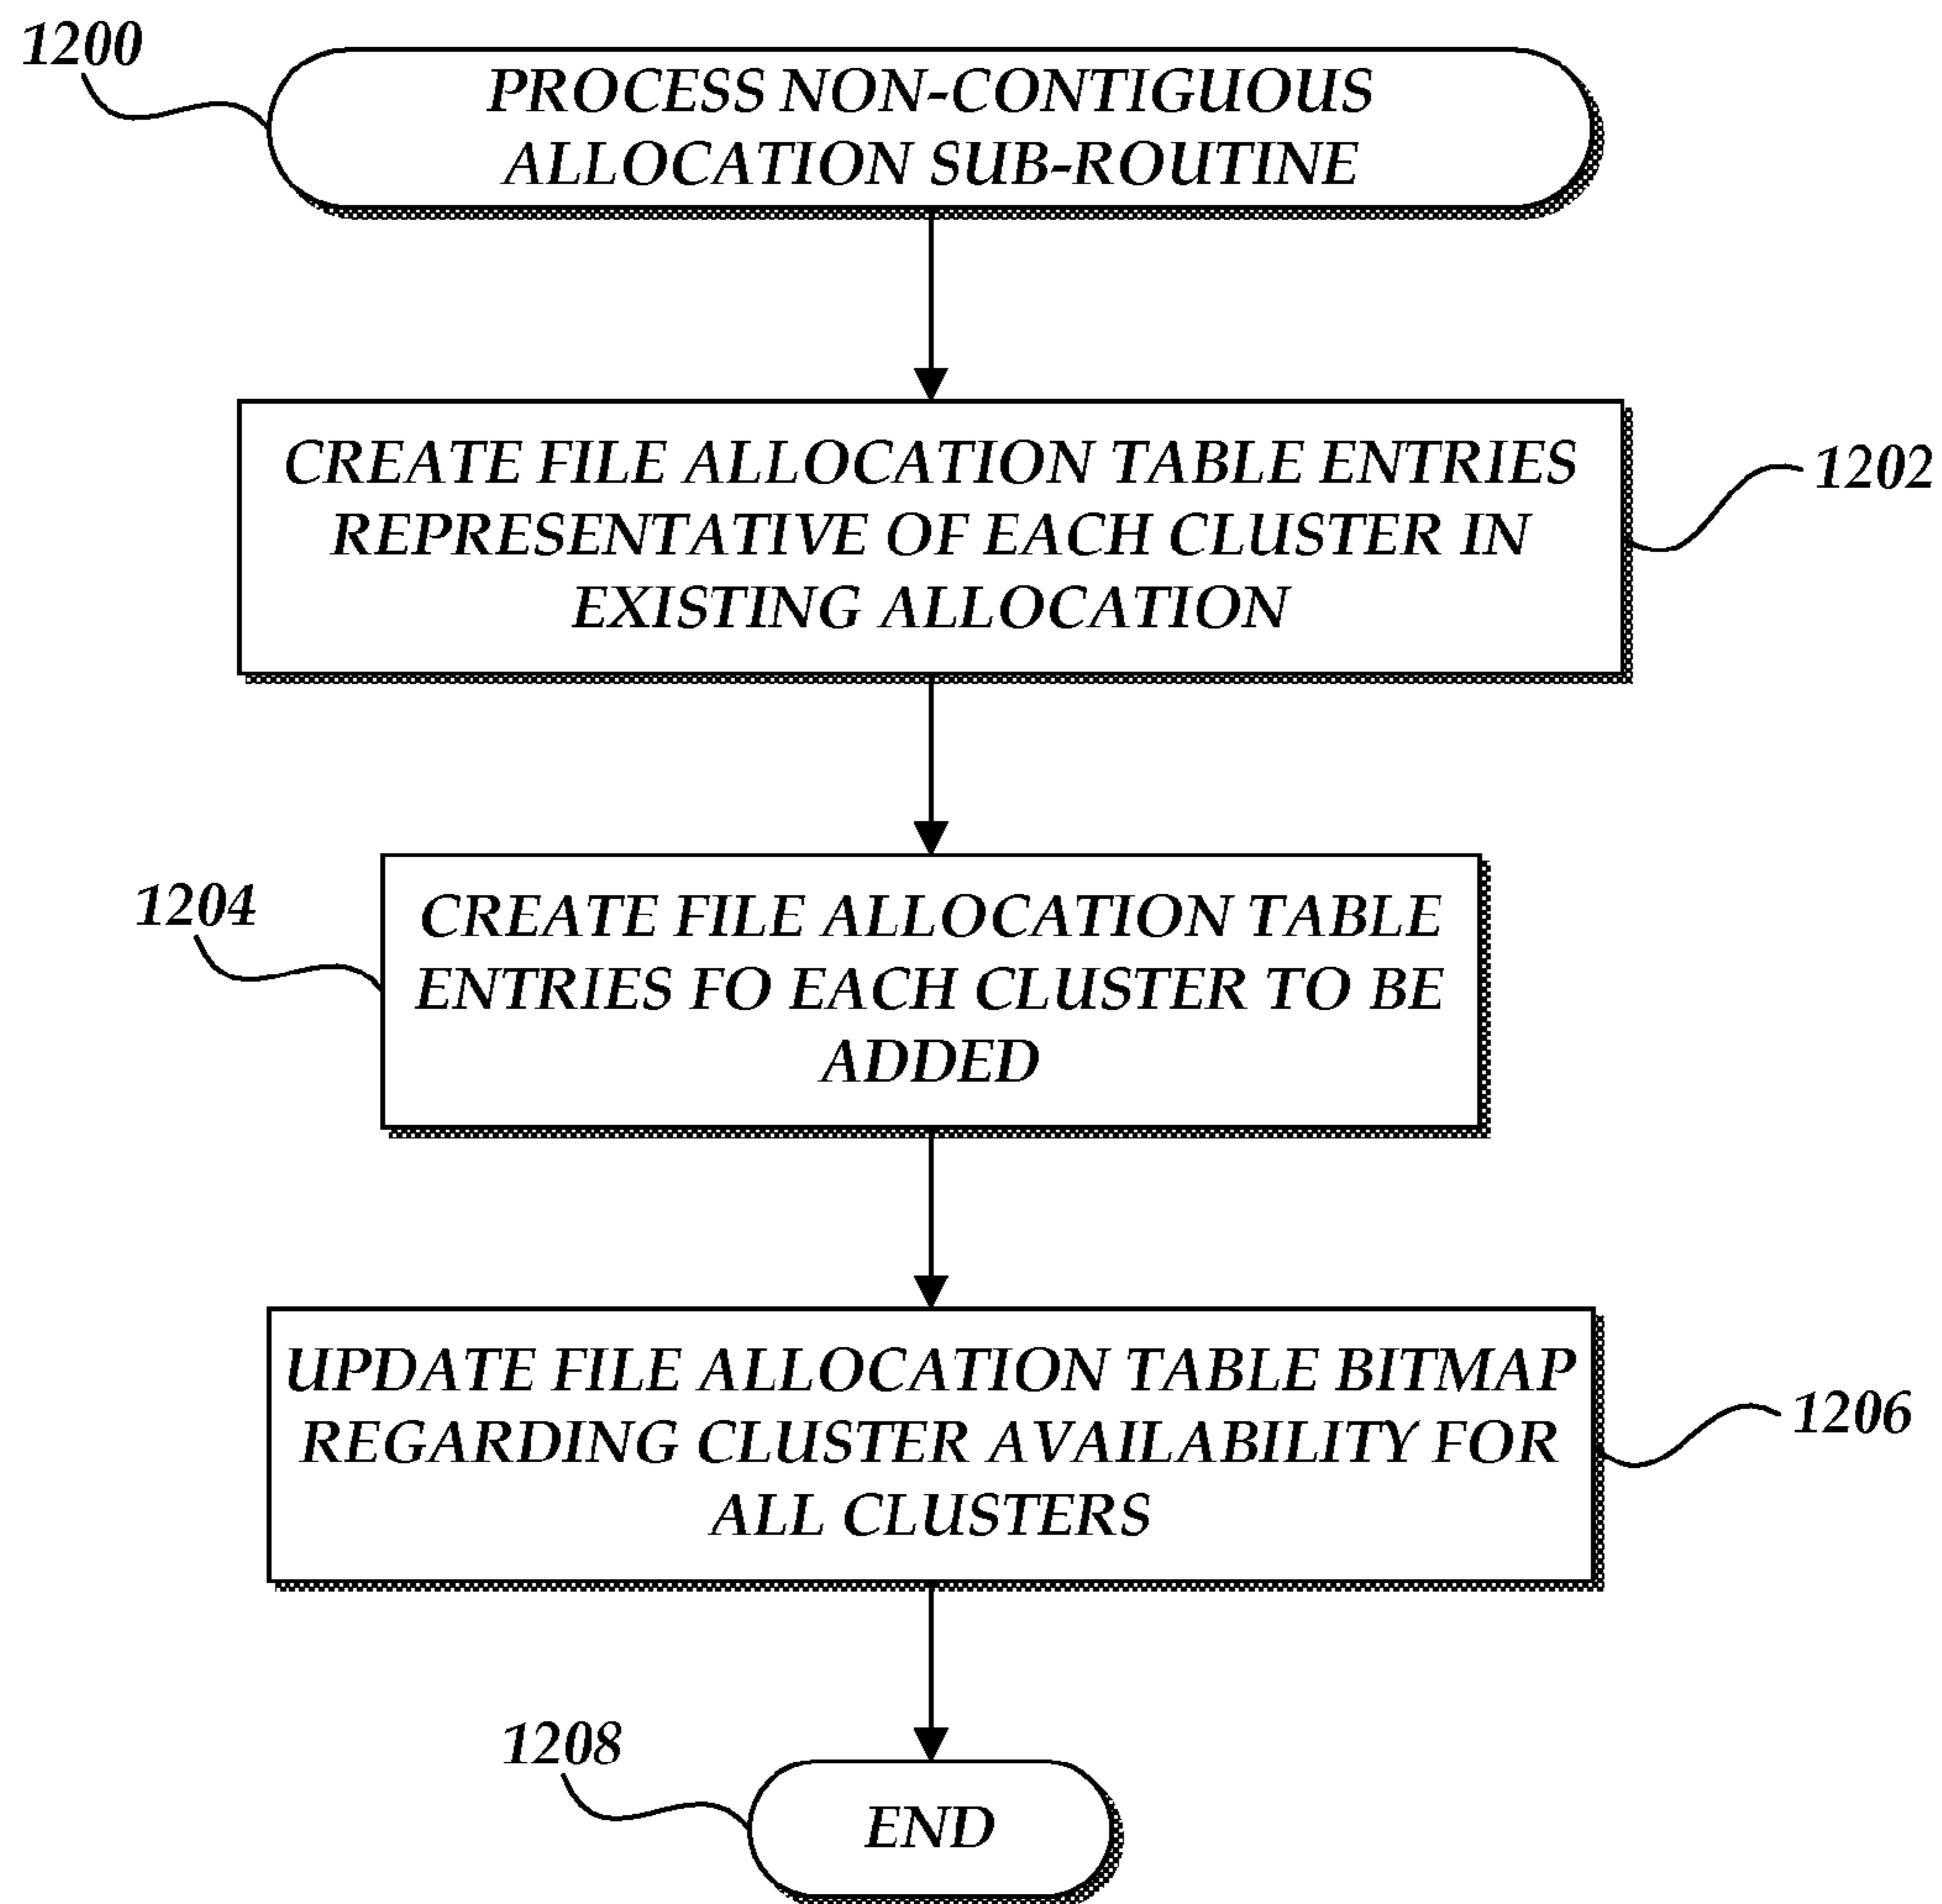 1200
PROCESS NON-CONTIGUOUS
ALLOCATION SUB-ROUTINE
CREATE FILE ALLOCATION TABLE ENTRIES
REPRESENTATIVE OF EACH CLUSTER IN
EXISTING ALLOCATION
1202
1204
CREATE FILE ALLOCATION TABLE
ENTRIES FO EACH CLUSTER TO BE
ADDED
UPDATE FILE ALLOCATION TABLE BITMAP
REGARDING CLUSTER AVAILABILITY FOR
ALL CLUSTERS
1206
1208
END